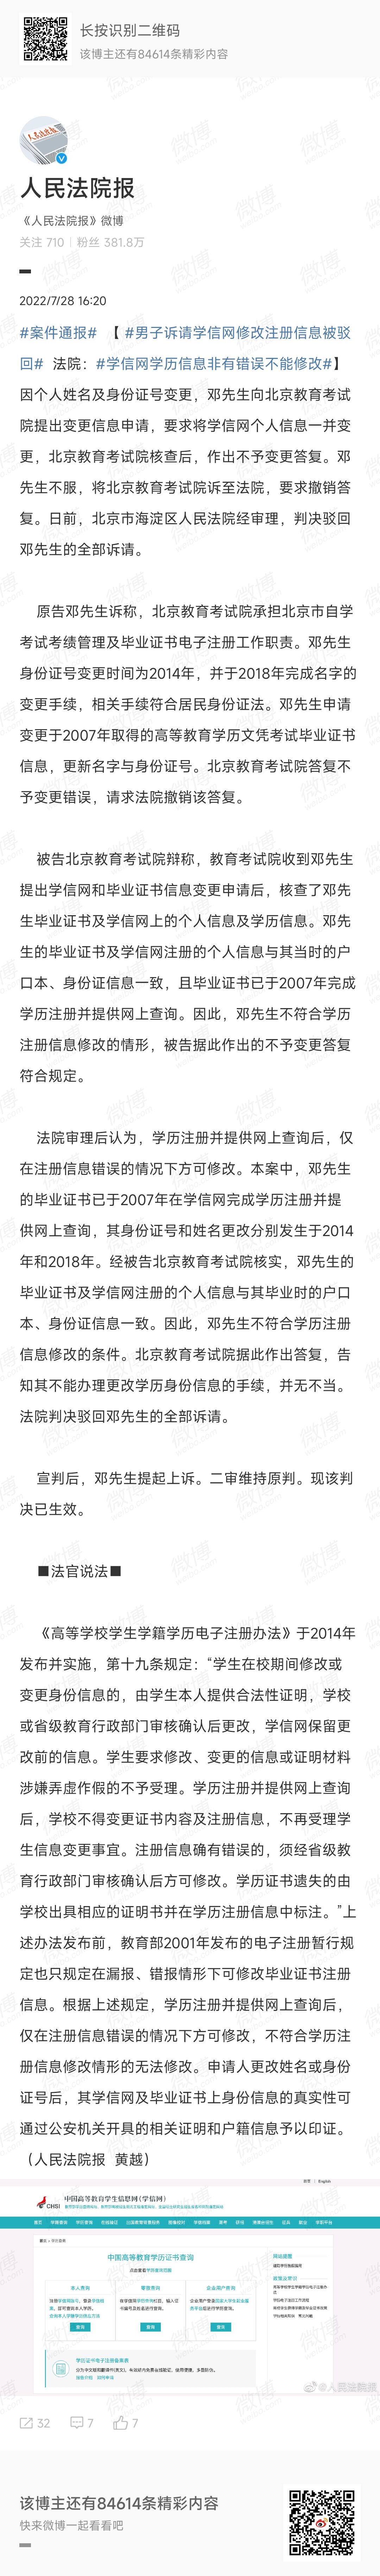 长按识别二维码
该博主还有84614条精彩内容
人民法院报
《人民法院报》微博
关注 710 | 粉丝 381.8万
2022/7/28 16:20
#案件通报# 【 #男子诉请学信网修改注册信息被驳
回# 法院：#学信网学历信息非有错误不能修改#】
因个人姓名及身份证号变更，邓先生向北京教育考试
院提出变更信息申请，要求将学信网个人信息一并变
更，北京教育考试院核查后，作出不予变更答复。邓
先生不服，将北京教育考试院诉至法院，要求撤销答
复。日前，北京市海淀区人民法院经审理，判决驳回
邓先生的全部诉请。
原告邓先生诉称，北京教育考试院承担北京市自学
考试考绩管理及毕业证书电子注册工作职责。邓先生
身份证号变更时间为2014年，并于2018年完成名字的
变更手续，相关手续符合居民身份证法。邓先生申请
变更于2007年取得的高等教育学历文凭考试毕业证书
信息，更新名字与身份证号。北京教育考试院答复不
予变更错误，请求法院撤销该答复。
被告北京教育考试院辩称，教育考试院收到邓先生
提出学信网和毕业证书信息变更申请后，核查了邓先
生毕业证书及学信网上的个人信息及学历信息。邓先
生的毕业证书及学信网注册的个人信息与其当时的户
口本、身份证信息一致，且毕业证书已于2007年完成
学历注册并提供网上查询。因此，邓先生不符合学历
注册信息修改的情形，被告据此作出的不予变更答复
符合规定。
法院审理后认为，学历注册并提供网上查询后，仅
在注册信息错误的情况下方可修改。本案中，邓先生
的毕业证书已于2007年在学信网完成学历注册并提
供网上查询，其身份证号和姓名更改分别发生于2014
年和2018年。经被告北京教育考试院核实，邓先生的
毕业证书及学信网注册的个人信息与其毕业时的户口
本、身份证信息一致。因此，邓先生不符合学历注册
信息修改的条件。北京教育考试院据此作出答复，告
知其不能办理更改学历身份信息的手续，并无不当。
法院判决驳回邓先生的全部诉请。
宣判后，邓先生提起上诉。二审维持原判。现该判
决已生效。
■法官说法■
《高等学校学生学籍学历电子注册办法》于2014年
发布并实施，第十九条规定：“学生在校期间修改或
变更身份信息的，由学生本人提供合法性证明，学校
或省级教育行政部门审核确认后更改，学信网保留更
改前的信息。学生要求修改、变更的信息或证明材料
涉嫌弄虚作假的不予受理。学历注册并提供网上查询
后，学校不得变更证书内容及注册信息，不再受理学
生信息变更事宜。注册信息确有错误的，须经省级教
育行政部门审核确认后方可修改。学历证书遗失的由
学校出具相应的证明书并在学历注册信息中标注。”上
述办法发布前，教育部2001年发布的电子注册暂行规
定也只规定在漏报、错报情形下可修改毕业证书注册
信息。根据上述规定，学历注册并提供网上查询后，
仅在注册信息错误的情况下方可修改，不符合学历注
册信息修改情形的无法修改。申请人更改姓名或身份
证号后，其学信网及毕业证书上身份信息的真实性可
通过公安机关开具的相关证明和户籍信息予以印证。
（人民法院报 黄越）
English
CHSI 中国高等教育学生信息网（学信网）
中国高等教育学历证书查询
本人查询
零散查询
企业用户查询
查询 查询 查询
学历证书电子注册备案表
@人民法院报
32 7 7
该博主还有84614条精彩内容
快来微博一起看看吧